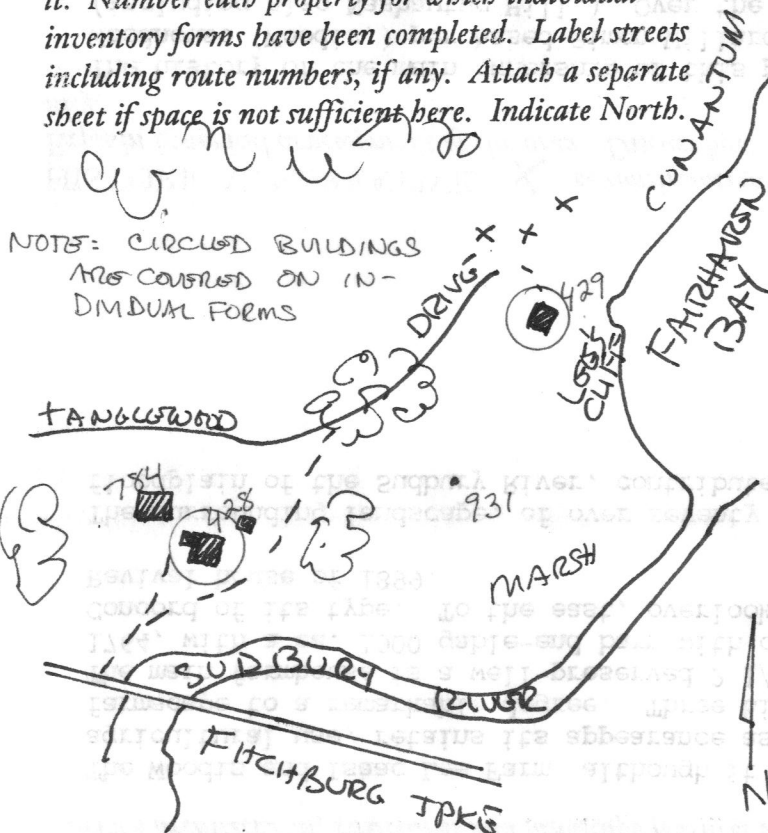 it. Number each property for which individual
inventory forms have been completed. Label streets
including route numbers, if any. Attach a separate
sheet if space is not sufficient here. Indicate North.
NOTE: CIRCLED BUILDINGS
ARE COVERED ON IN-
DIVIDUAL FORMS
CONANTUM
FAIRHAVEN
BAY
DRIVE
429
CLIFF
TANGLEWOOD
784
428
931
MARSH
SUDBURY
RIVER
FITCHBURG TPKE
N